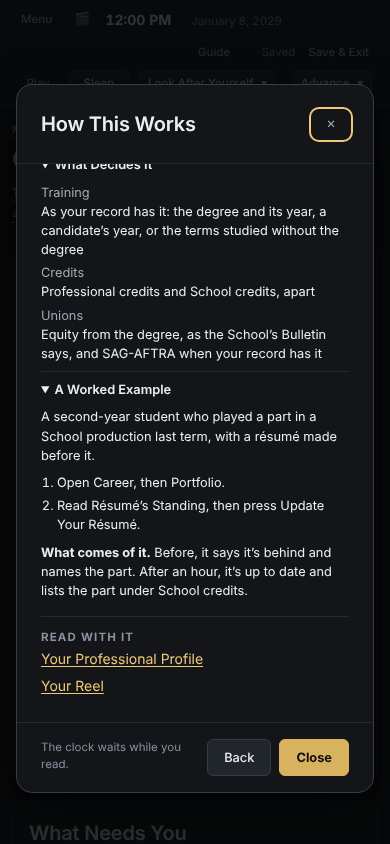 Menu 🎬 12:00 PM January 8, 2029
Guide Saved Save & Exit
Play Sleep Look After Yourself ▾ Advance ▾
How This Works ×
▼ What Decides It
Training
As your record has it: the degree and its year, a
candidate’s year, or the terms studied without the
degree
Credits
Professional credits and School credits, apart
Unions
Equity from the degree, as the School’s Bulletin
says, and SAG-AFTRA when your record has it
▼ A Worked Example
A second-year student who played a part in a
School production last term, with a résumé made
before it.
1. Open Career, then Portfolio.
2. Read Résumé’s Standing, then press Update
Your Résumé.
What comes of it. Before, it says it’s behind and
names the part. After an hour, it’s up to date and
lists the part under School credits.
READ WITH IT
Your Professional Profile
Your Reel
The clock waits while you
read.
Back Close
What Needs You